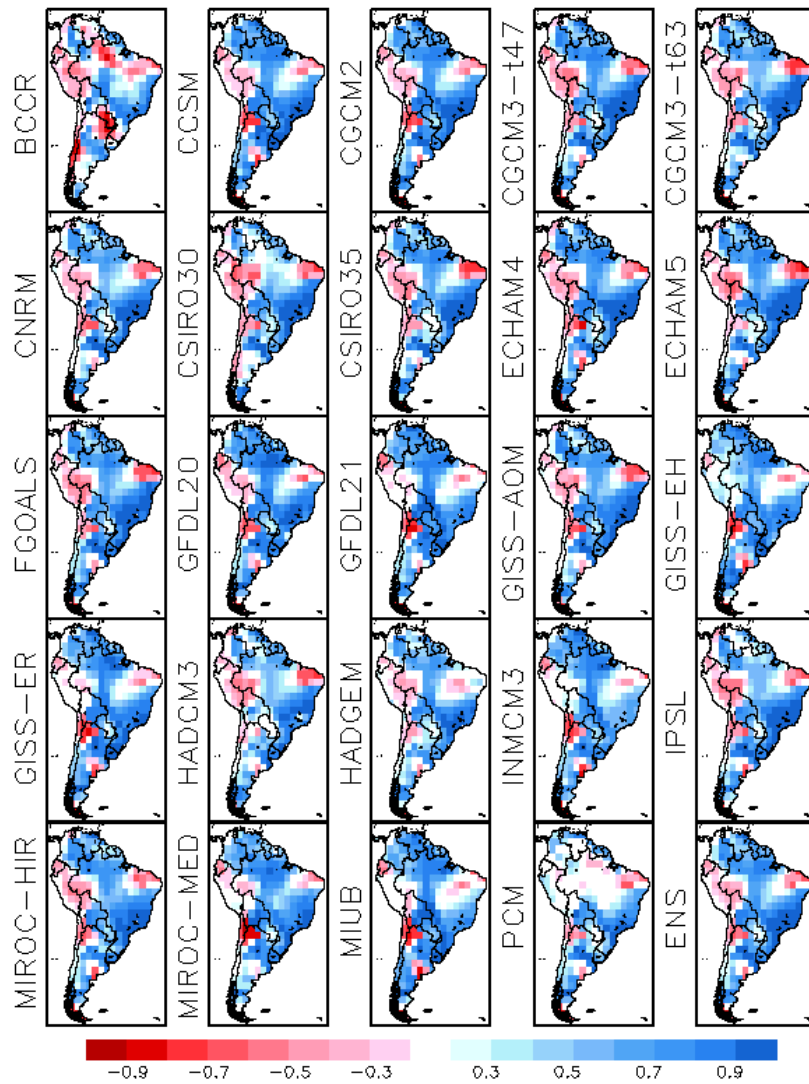 BCCR
CCSM
CGCM2
CGCM3-t47
CGCM3-t63
CNRM
CSIRO30
CSIRO35
ECHAM4
ECHAM5
FGOALS
GFDL20
GFDL21
GISS-AOM
GISS-EH
GISS-ER
HADCM3
HADGEM
INMCM3
IPSL
MIROC-HIR
MIROC-MED
MIUB
PCM
ENS
-0.9 -0.7 -0.5 -0.3 0.3 0.5 0.7 0.9